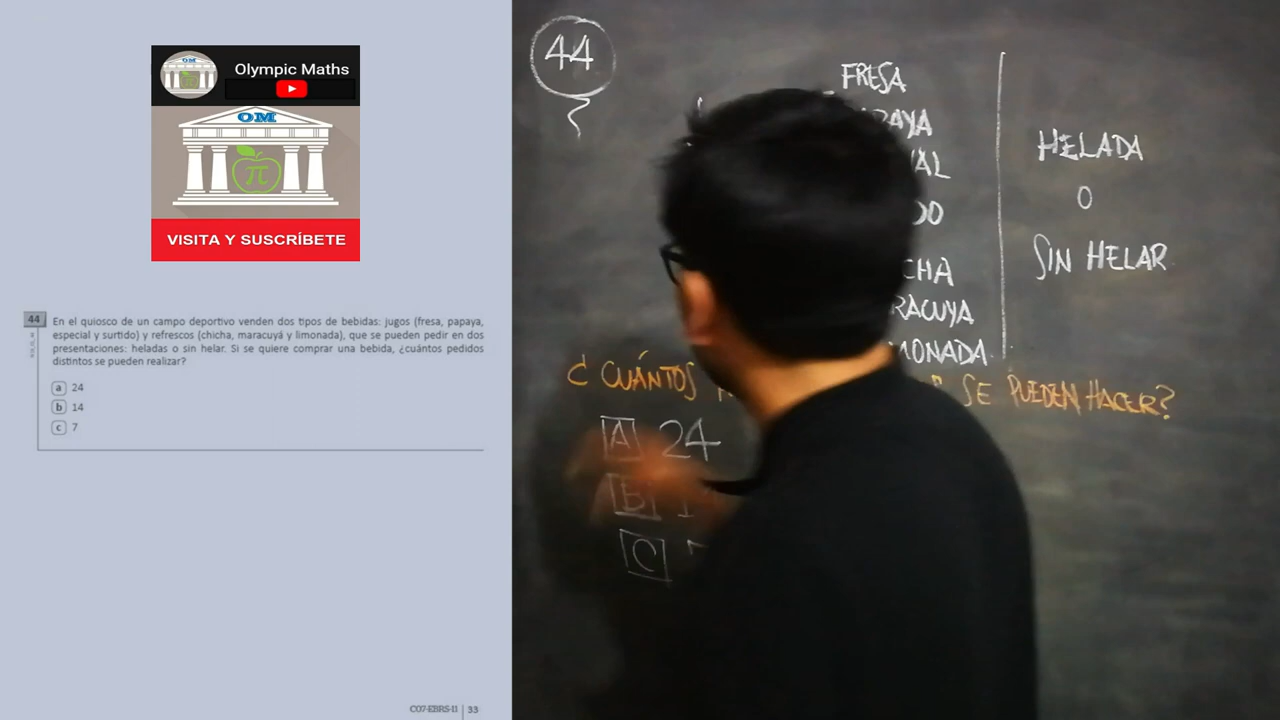 OM
Olympic Maths
OM
π
VISITA Y SUSCRÍBETE
44
En el quiosco de un campo deportivo venden dos tipos de bebidas: jugos (fresa, papaya,
especial y surtido) y refrescos (chicha, maracuyá y limonada), que se pueden pedir en dos
presentaciones: heladas o sin helar. Si se quiere comprar una bebida, ¿cuántos pedidos
distintos se pueden realizar?
a 24
b 14
c 7
C07-EBRS-11 | 33
44
FRESA
HELADA
O
SIN HELAR
¿ CUÁNTOS
SE PUEDEN HACER?
A 24
B
C